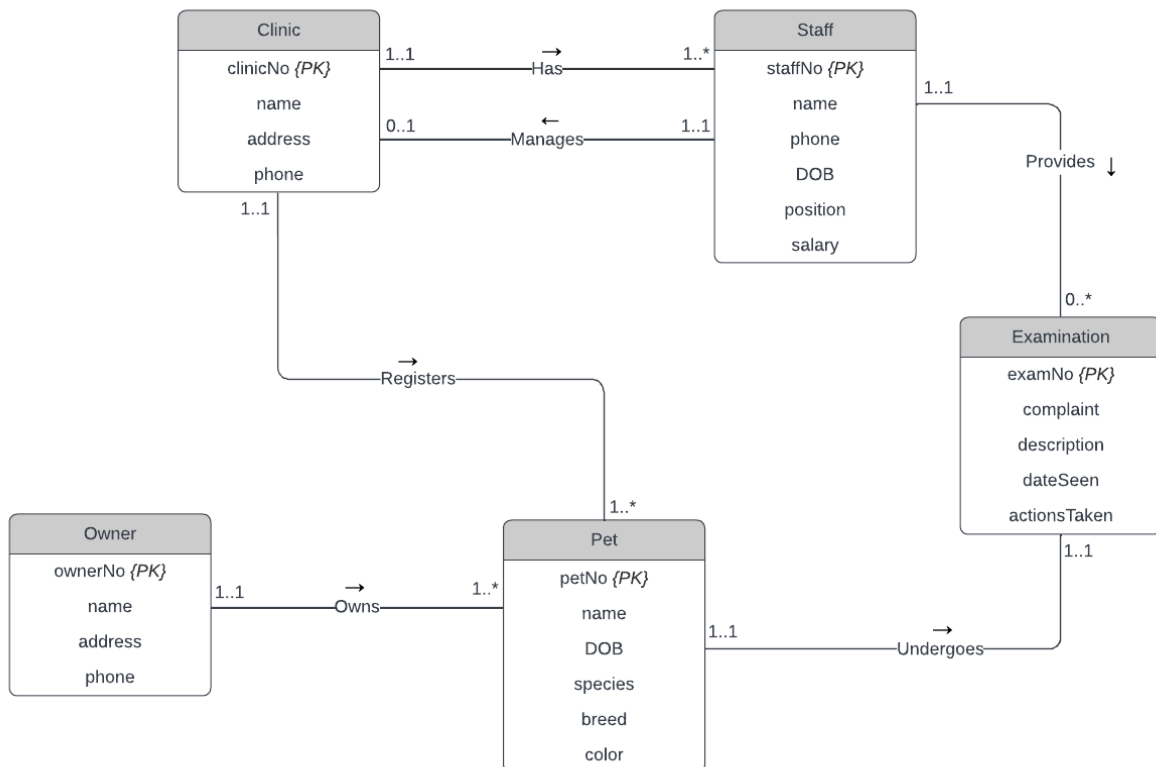 Clinic
clinicNo {PK}
name
address
phone
1..1
→
Has
1..*
0..1
←
Manages
1..1
Staff
staffNo {PK}
name
phone
DOB
position
salary
1..1
Provides ↓
0..*
Examination
examNo {PK}
complaint
description
dateSeen
actionsTaken
1..1
1..1
→
Registers
1..*
Owner
ownerNo {PK}
name
address
phone
1..1
→
Owns
1..*
Pet
petNo {PK}
name
DOB
species
breed
color
1..1
→
Undergoes